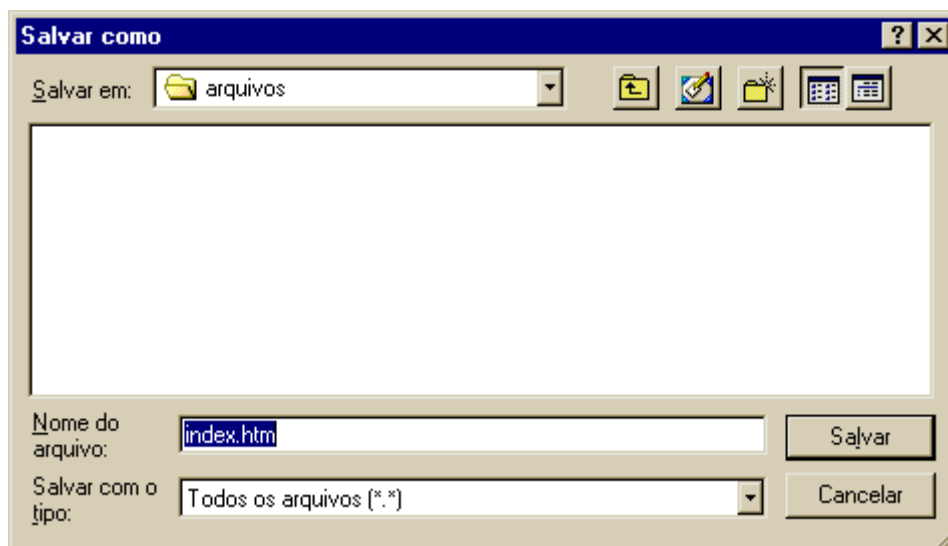 Salvar como
Salvar em: arquivos
Nome do
arquivo: index.htm Salvar
Salvar com o
tipo: Todos os arquivos (*.*) Cancelar